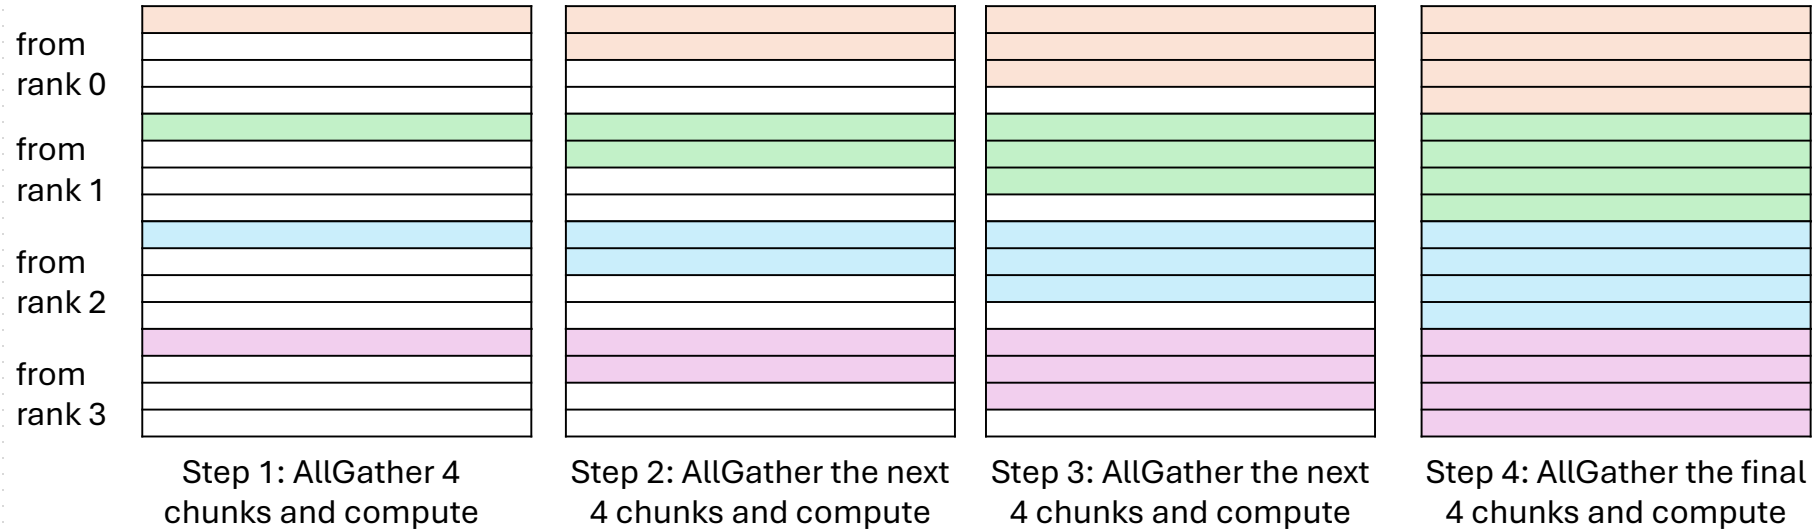 from
rank 0
from
rank 1
from
rank 2
from
rank 3
Step 1: AllGather 4
chunks and compute
Step 2: AllGather the next
4 chunks and compute
Step 3: AllGather the next
4 chunks and compute
Step 4: AllGather the final
4 chunks and compute